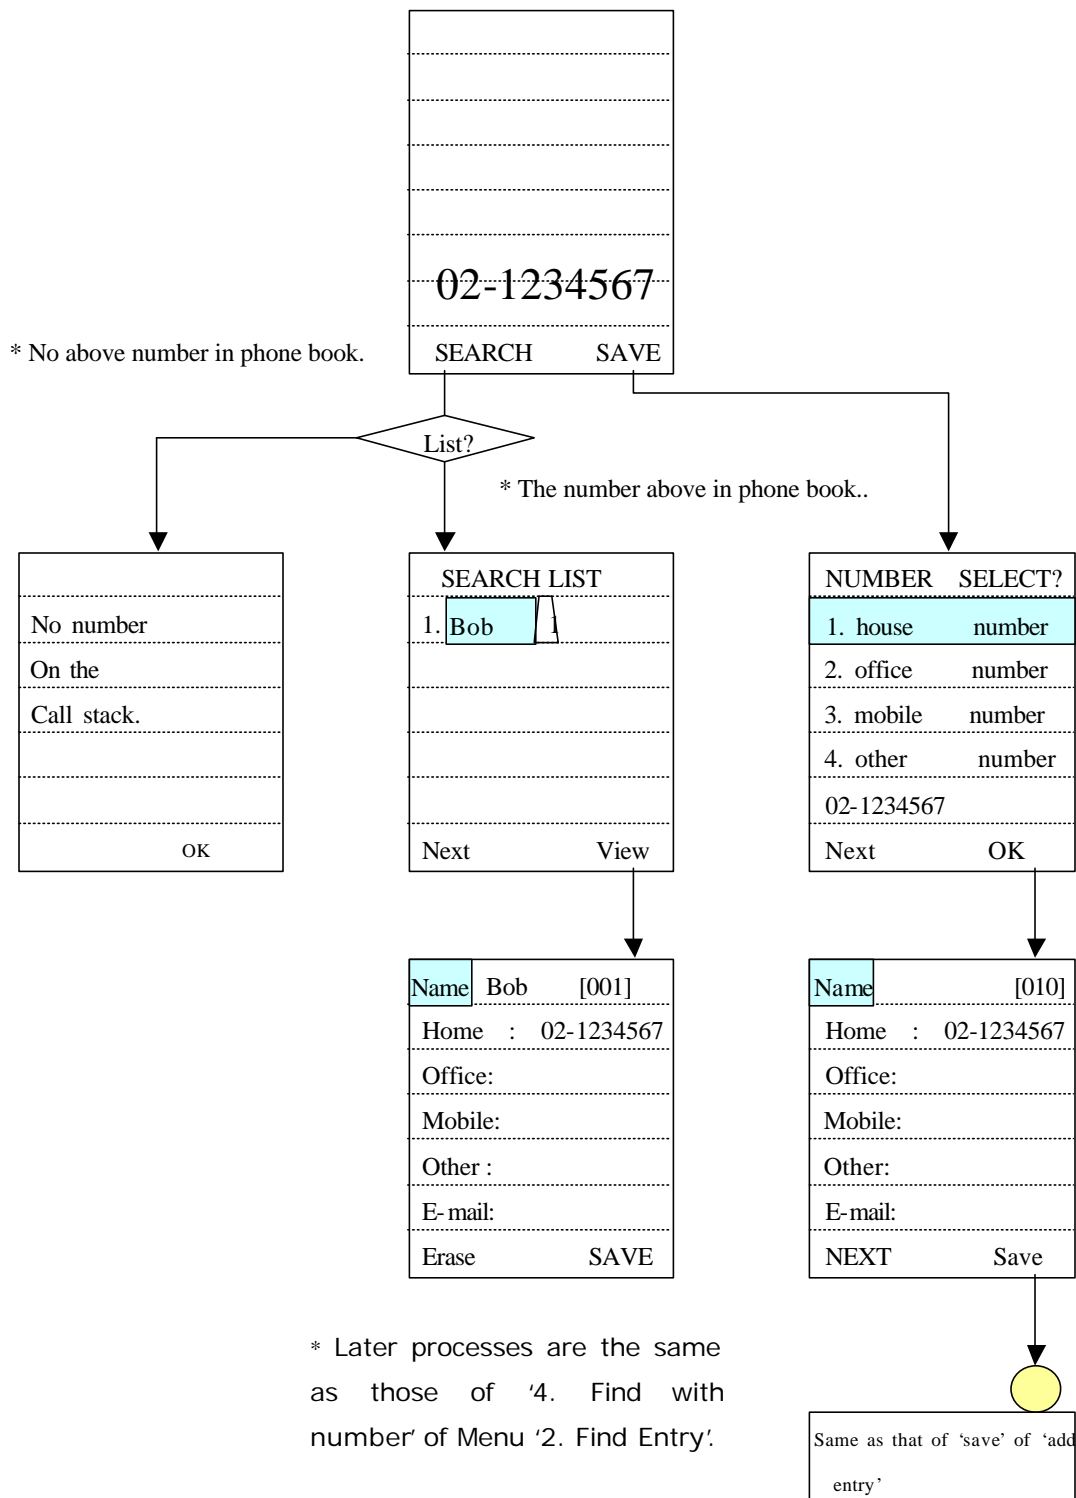 02-1234567
* No above number in phone book.
SEARCH SAVE
List?
* The number above in phone book..
No number
On the
Call stack.
OK
SEARCH LIST
1. Bob 1
Next View
NUMBER SELECT?
1. house number
2. office number
3. mobile number
4. other number
02-1234567
Next OK
Name Bob [001]
Home : 02-1234567
Office:
Mobile:
Other :
E-mail:
Erase SAVE
Name [010]
Home : 02-1234567
Office:
Mobile:
Other:
E-mail:
NEXT Save
* Later processes are the same
as those of '4. Find with
number' of Menu '2. Find Entry'.
Same as that of ‘save’ of ‘add
entry’